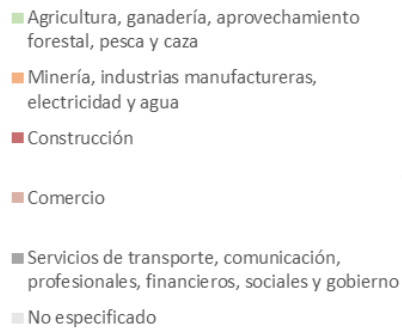 Agricultura, ganadería, aprovechamiento
forestal, pesca y caza
Minería, industrias manufactureras,
electricidad y agua
Construcción
Comercio
Servicios de transporte, comunicación,
profesionales, financieros, sociales y gobierno
No especificado